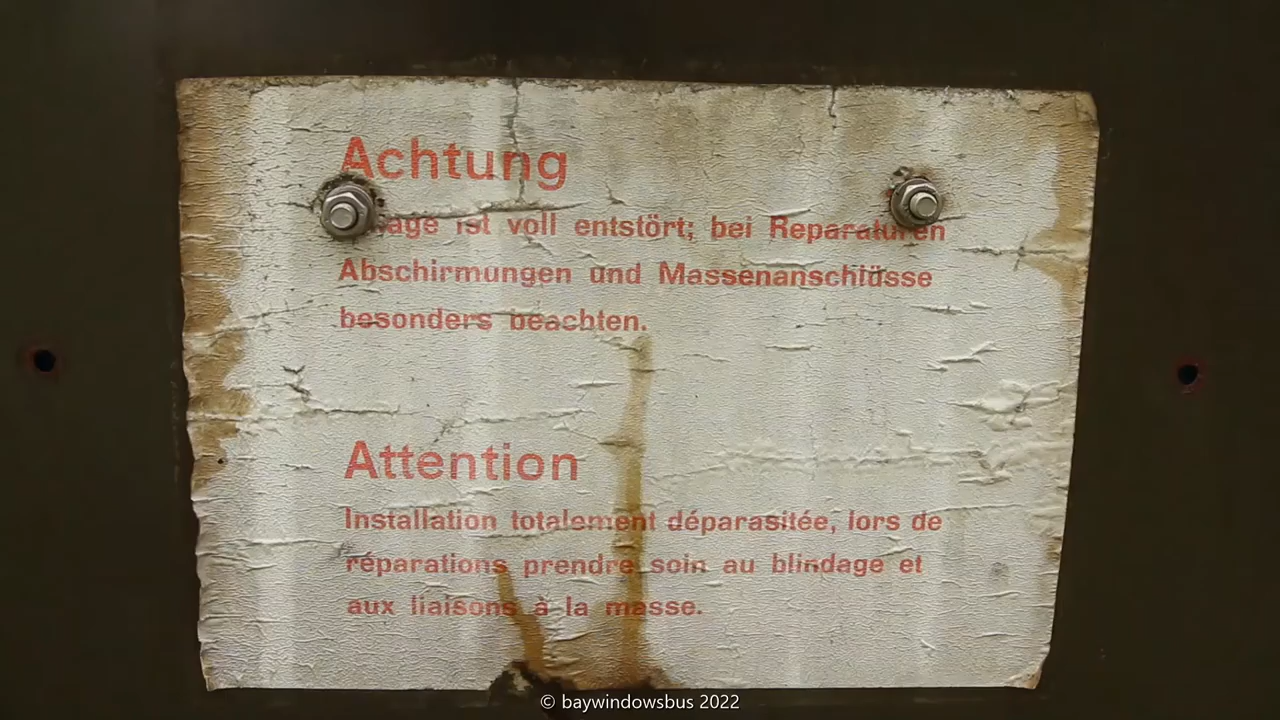 Achtung
ist voll entstört; bei Reparaturen
Abschirmungen und Massenanschlüsse
besonders beachten.
Attention
Installation totalement déparasitée, lors de
réparations prendre soin au blindage et
aux liaisons à la masse.
© baywindowsbus 2022